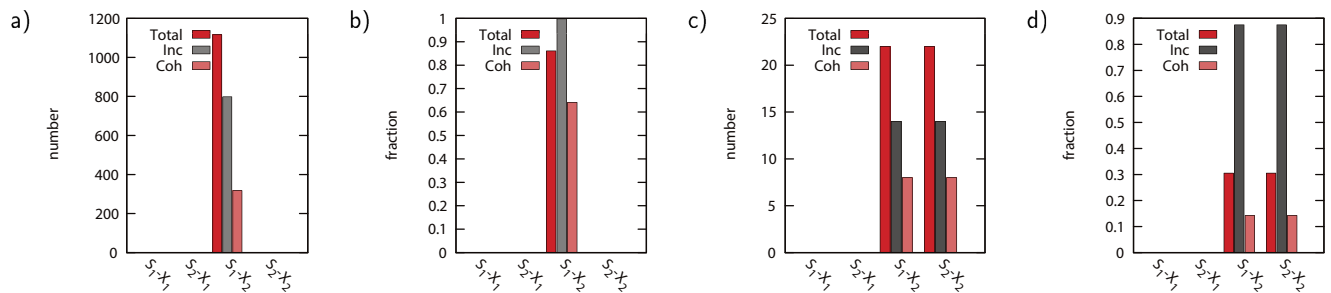 a)
number
1200
1000
800
600
400
200
0
Total
Inc
Coh
S₁-X₁
S₂-X₁
S₁-X₂
S₂-X₂
b)
fraction
1
0.9
0.8
0.7
0.6
0.5
0.4
0.3
0.2
0.1
0
Total
Inc
Coh
S₁-X₁
S₂-X₁
S₁-X₂
S₂-X₂
c)
number
25
20
15
10
5
0
Total
Inc
Coh
S₁-X₁
S₂-X₁
S₁-X₂
S₂-X₂
d)
fraction
0.9
0.8
0.7
0.6
0.5
0.4
0.3
0.2
0.1
0
Total
Inc
Coh
S₁-X₁
S₂-X₁
S₁-X₂
S₂-X₂